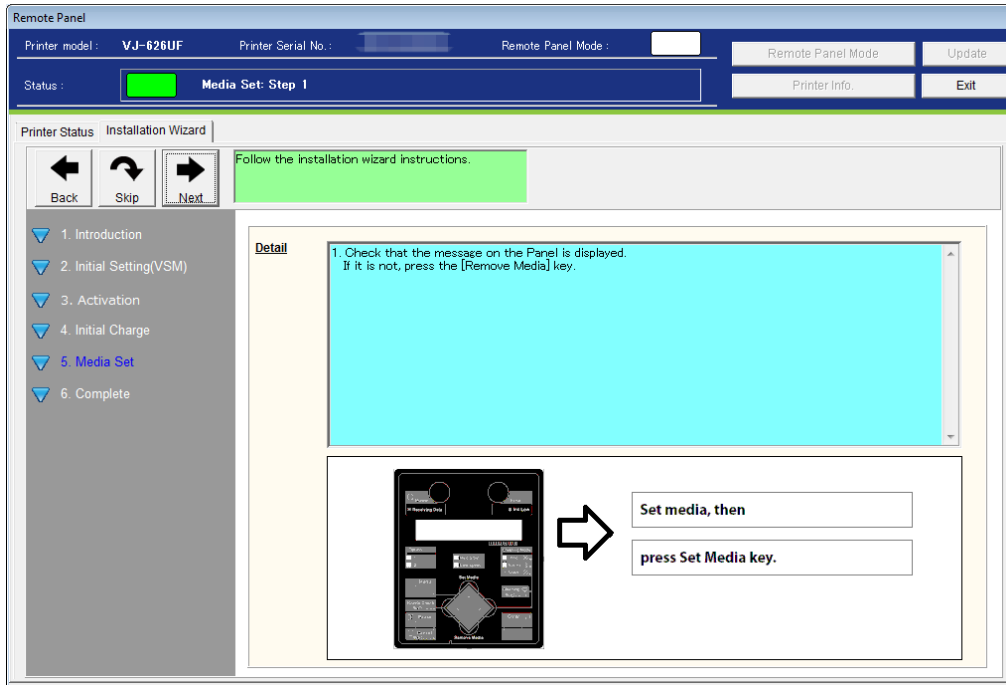 Remote Panel
Printer model : VJ-626UF Printer Serial No. : Remote Panel Mode :
Remote Panel Mode Update
Status : Media Set: Step 1
Printer Info. Exit
Printer Status Installation Wizard
Back Skip Next
Follow the installation wizard instructions.
1. Introduction
2. Initial Setting(VSM)
3. Activation
4. Initial Charge
5. Media Set
6. Complete
Detail
1. Check that the message on the Panel is displayed.
If it is not, press the [Remove Media] key.
Set media, then
press Set Media key.
Set Media
Remove Media